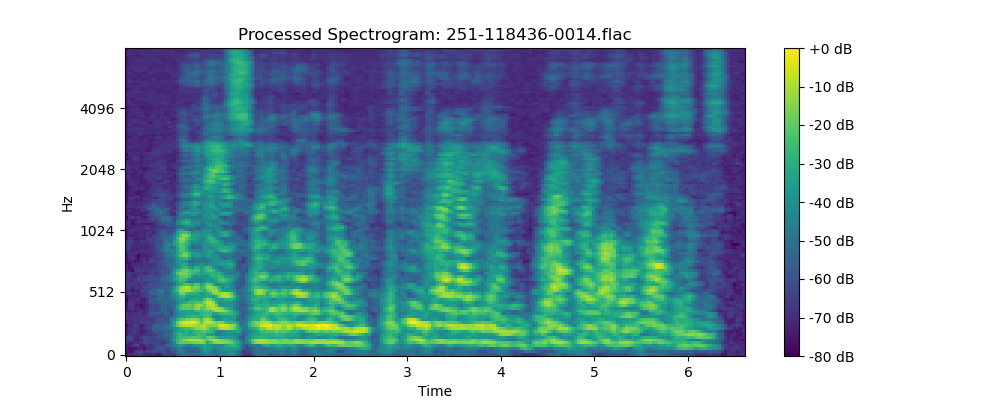 Processed Spectrogram: 251-118436-0014.flac
Hz
4096
2048
1024
512
0
0 1 2 3 4 5 6
Time
+0 dB
-10 dB
-20 dB
-30 dB
-40 dB
-50 dB
-60 dB
-70 dB
-80 dB